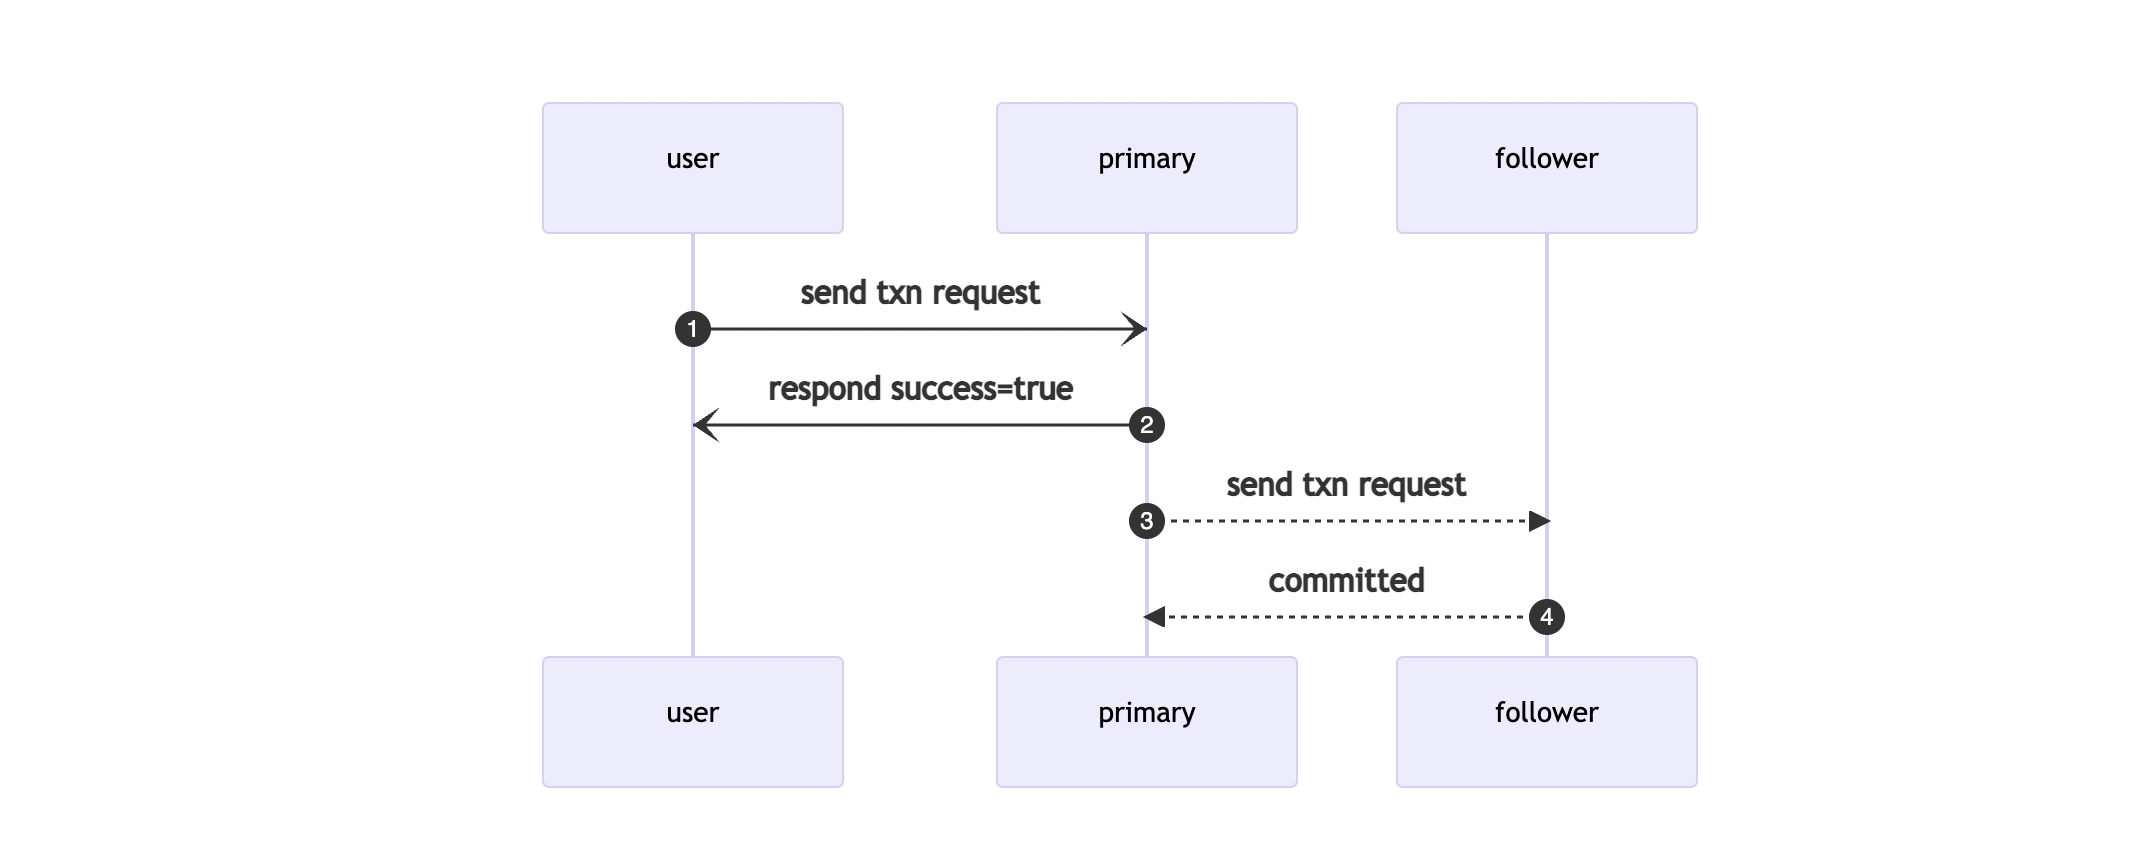 user
primary
follower
send txn request
1
respond success=true
2
send txn request
3
committed
4
user
primary
follower